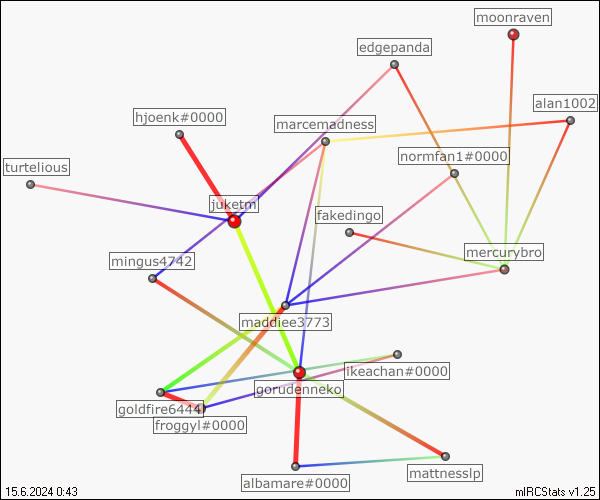 moonraven
edgepanda
alan1002
hjoenk#0000
marcemadness
normfan1#0000
turtelious
juketm
fakedingo
mercurybro
mingus4742
maddiee3773
ikeachan#0000
gorudenneko
goldfire6444
froggyl#0000
mattnesslp
albamare#0000
15.6.2024 0:43
mIRCStats v1.25